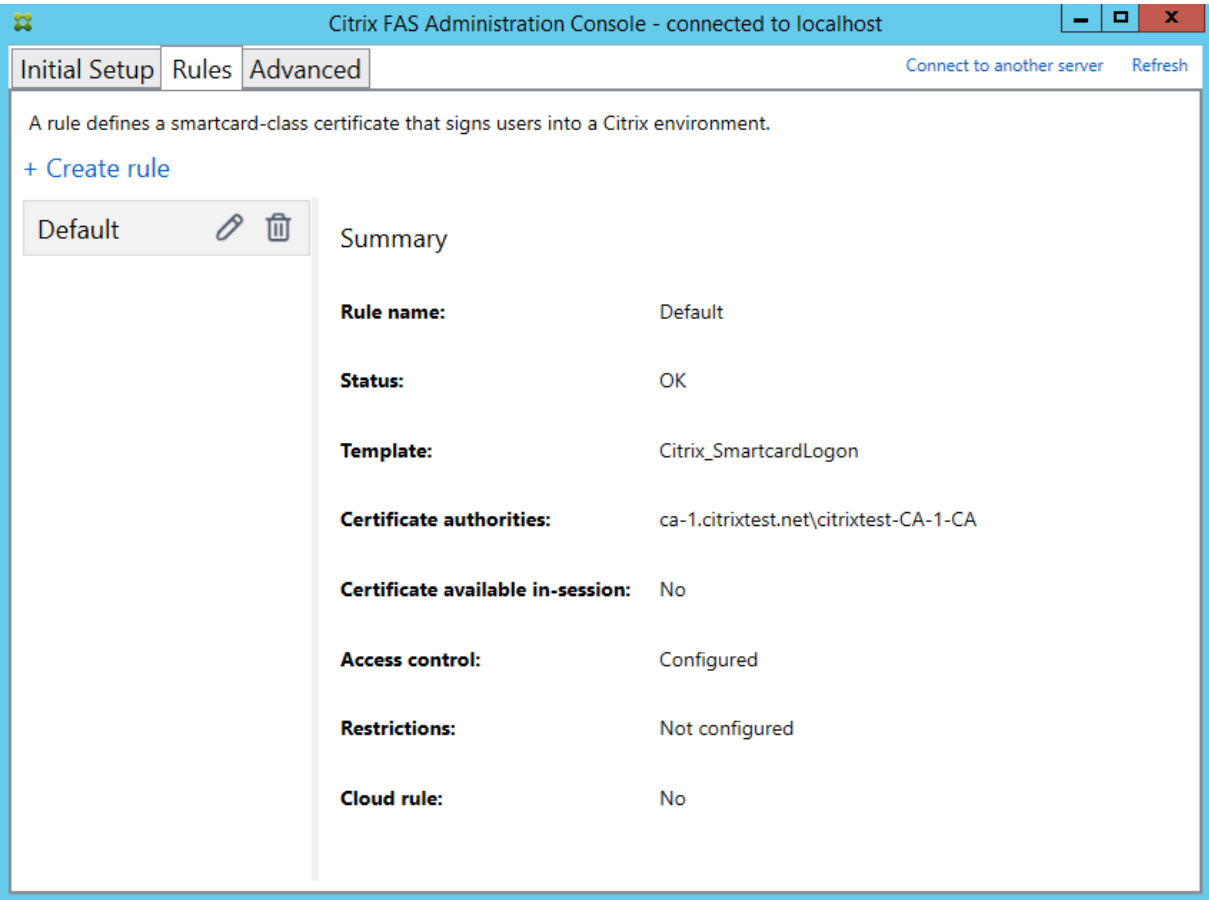 Citrix FAS Administration Console - connected to localhost
Initial Setup Rules Advanced Connect to another server Refresh
A rule defines a smartcard-class certificate that signs users into a Citrix environment.
+ Create rule
Default
Summary
Rule name: Default
Status: OK
Template: Citrix_SmartcardLogon
Certificate authorities: ca-1.citrixtest.net\citrixtest-CA-1-CA
Certificate available in-session: No
Access control: Configured
Restrictions: Not configured
Cloud rule: No